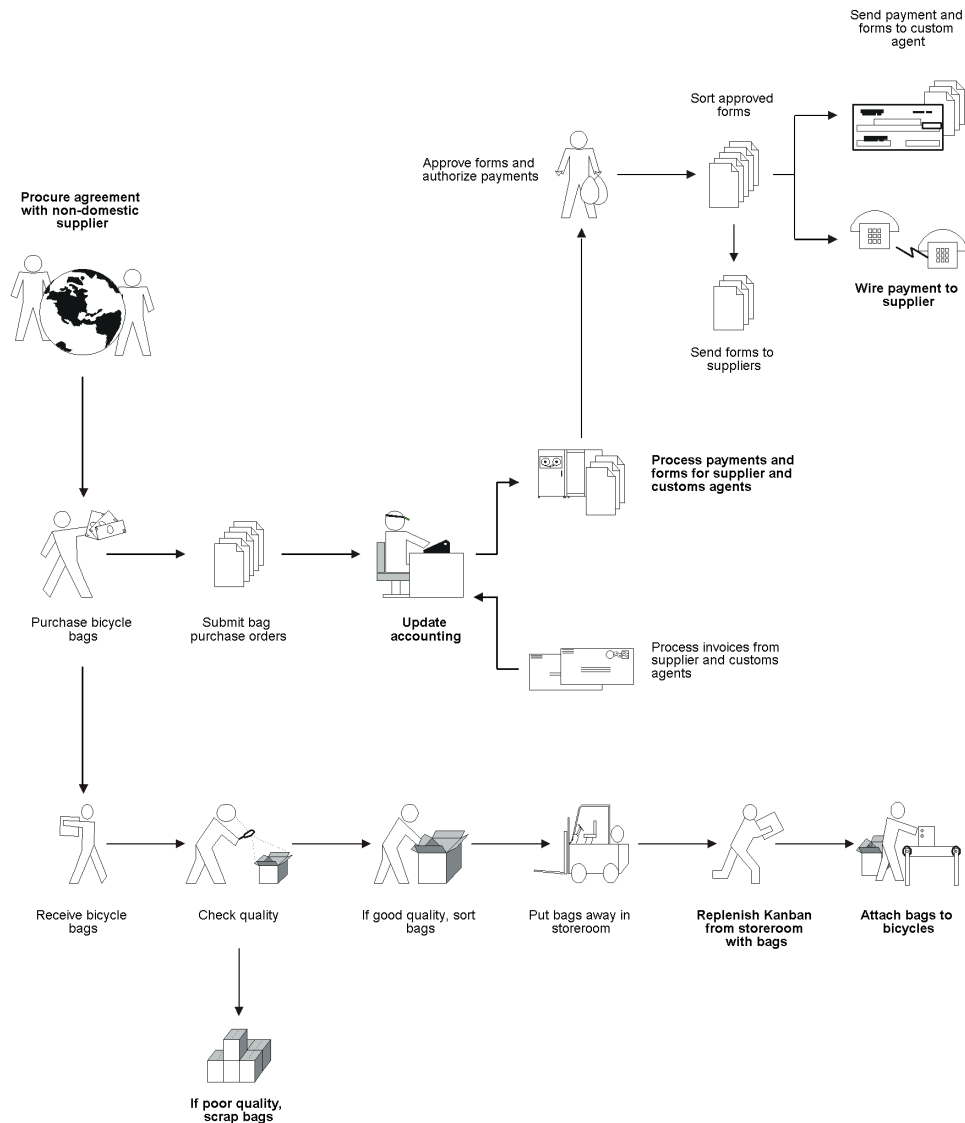 Send payment and
forms to custom
agent
Sort approved
forms
Approve forms and
authorize payments
Procure agreement
with non-domestic
supplier
Wire payment to
supplier
Send forms to
suppliers
Process payments and
forms for supplier and
customs agents
Purchase bicycle
bags
Submit bag
purchase orders
Update
accounting
Process invoices from
supplier and customs
agents
Receive bicycle
bags
Check quality
If good quality, sort
bags
Put bags away in
storeroom
Replenish Kanban
from storeroom
with bags
Attach bags to
bicycles
If poor quality,
scrap bags